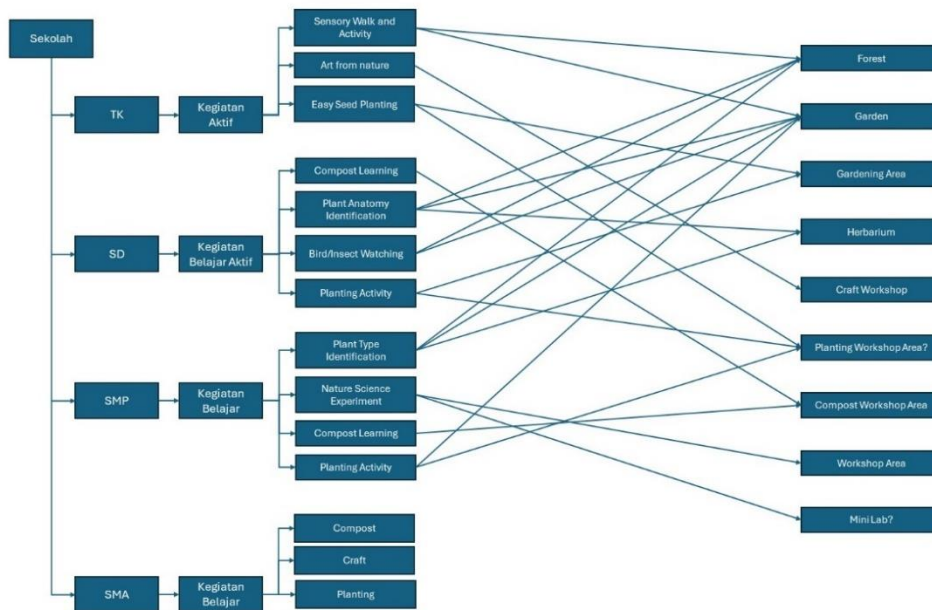 Sekolah
TK
Kegiatan
Aktif
Sensory Walk and
Activity
Art from nature
Easy Seed Planting
SD
Kegiatan
Belajar Aktif
Compost Learning
Plant Anatomy
Identification
Bird/Insect Watching
Planting Activity
SMP
Kegiatan
Belajar
Plant Type
Identification
Nature Science
Experiment
Compost Learning
Planting Activity
SMA
Kegiatan
Belajar
Compost
Craft
Planting
Forest
Garden
Gardening Area
Herbarium
Craft Workshop
Planting Workshop Area?
Compost Workshop Area
Workshop Area
Mini Lab?